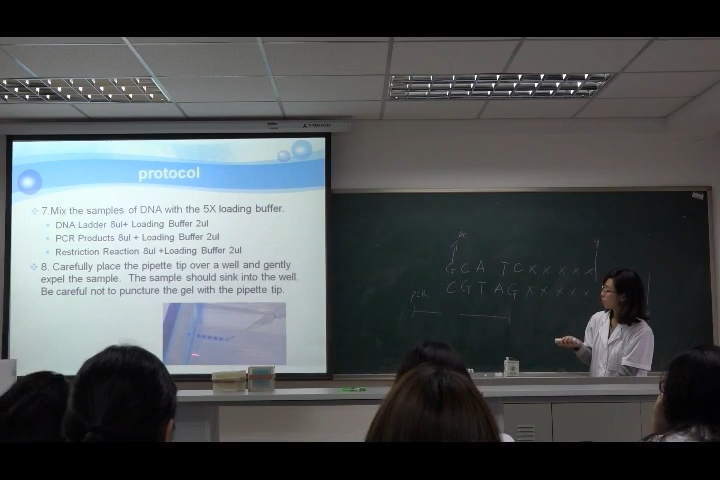 protocol
7.Mix the samples of DNA with the 5X loading buffer.
DNA Ladder 8ul+ Loading Buffer 2ul
PCR Products 8ul + Loading Buffer 2ul
Restriction Reaction 8ul +Loading Buffer 2ul
8. Carefully place the pipette tip over a well and gently
expel the sample. The sample should sink into the well.
Be careful not to puncture the gel with the pipette tip.
GCA TCXXXXX
CGTAGXXXXX
PCR